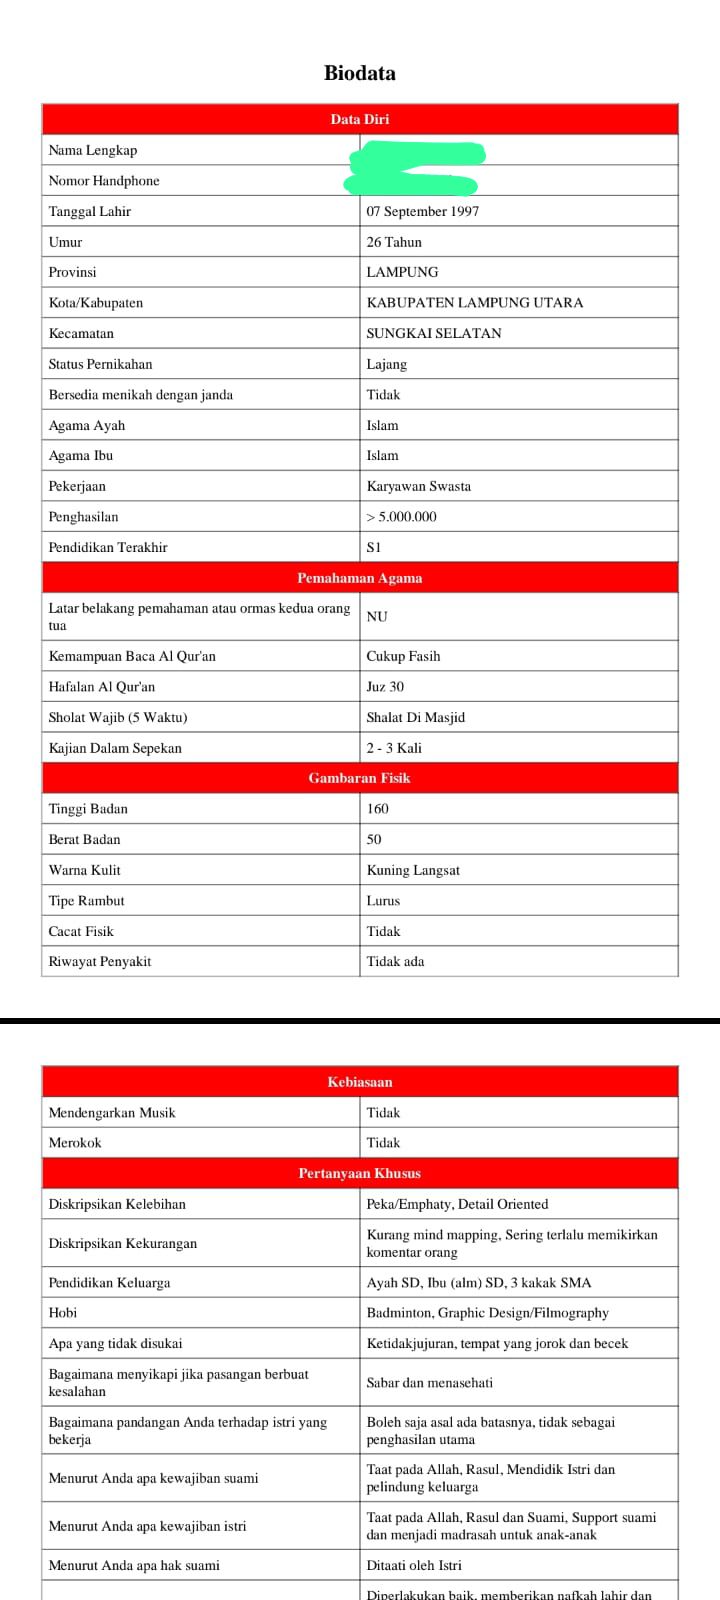 Biodata
Data Diri
Nama Lengkap
Nomor Handphone
Tanggal Lahir 07 September 1997
Umur 26 Tahun
Provinsi LAMPUNG
Kota/Kabupaten KABUPATEN LAMPUNG UTARA
Kecamatan SUNGKAI SELATAN
Status Pernikahan Lajang
Bersedia menikah dengan janda Tidak
Agama Ayah Islam
Agama Ibu Islam
Pekerjaan Karyawan Swasta
Penghasilan > 5.000.000
Pendidikan Terakhir S1
Pemahaman Agama
Latar belakang pemahaman atau ormas kedua orang
tua
NU
Kemampuan Baca Al Qur'an Cukup Fasih
Hafalan Al Qur'an Juz 30
Sholat Wajib (5 Waktu) Shalat Di Masjid
Kajian Dalam Sepekan 2 - 3 Kali
Gambaran Fisik
Tinggi Badan 160
Berat Badan 50
Warna Kulit Kuning Langsat
Tipe Rambut Lurus
Cacat Fisik Tidak
Riwayat Penyakit Tidak ada
Kebiasaan
Mendengarkan Musik Tidak
Merokok Tidak
Pertanyaan Khusus
Diskripsikan Kelebihan Peka/Emphaty, Detail Oriented
Diskripsikan Kekurangan
Kurang mind mapping, Sering terlalu memikirkan
komentar orang
Pendidikan Keluarga Ayah SD, Ibu (alm) SD, 3 kakak SMA
Hobi Badminton, Graphic Design/Filmography
Apa yang tidak disukai Ketidakjujuran, tempat yang jorok dan becek
Bagaimana menyikapi jika pasangan berbuat
kesalahan
Sabar dan menasehati
Bagaimana pandangan Anda terhadap istri yang
bekerja
Boleh saja asal ada batasnya, tidak sebagai
penghasilan utama
Menurut Anda apa kewajiban suami
Taat pada Allah, Rasul, Mendidik Istri dan
pelindung keluarga
Menurut Anda apa kewajiban istri
Taat pada Allah, Rasul dan Suami, Support suami
dan menjadi madrasah untuk anak-anak
Menurut Anda apa hak suami Ditaati oleh Istri
Diperlakukan baik, memberikan nafkah lahir dan